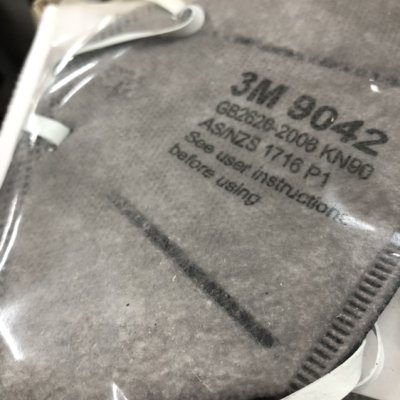 3M 9042
GB2626-2006 KN90
AS/NZS 1716 P1
See user instructions
before using